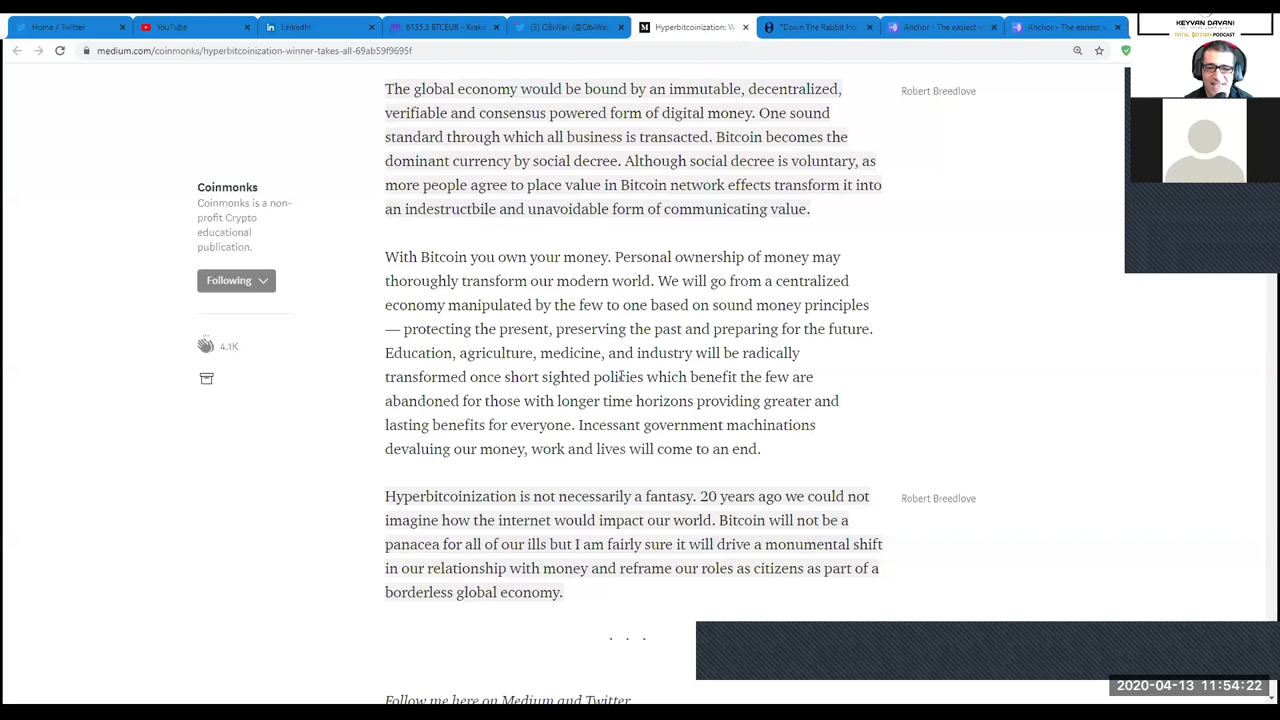 Home / Twitter
YouTube
LinkedIn
6135.3 BTCEUR - Krak
(3) OBiWan (@ObiWa
Hyperbitcoinization: W
"Down The Rabbit Ho
Anchor - The easiest
Anchor - The easiest
KEYVAN DAVANI
TOTAL BITCOIN PODCAST
medium.com/coinmonks/hyperbitcoinization-winner-takes-all-69ab59f9695f
The global economy would be bound by an immutable, decentralized,
verifiable and consensus powered form of digital money. One sound
standard through which all business is transacted. Bitcoin becomes the
dominant currency by social decree. Although social decree is voluntary, as
more people agree to place value in Bitcoin network effects transform it into
an indestructbile and unavoidable form of communicating value.
Robert Breedlove
Coinmonks
Coinmonks is a non-
profit Crypto
educational
publication.
Following
4.1K
With Bitcoin you own your money. Personal ownership of money may
thoroughly transform our modern world. We will go from a centralized
economy manipulated by the few to one based on sound money principles
— protecting the present, preserving the past and preparing for the future.
Education, agriculture, medicine, and industry will be radically
transformed once short sighted policies which benefit the few are
abandoned for those with longer time horizons providing greater and
lasting benefits for everyone. Incessant government machinations
devaluing our money, work and lives will come to an end.
Hyperbitcoinization is not necessarily a fantasy. 20 years ago we could not
imagine how the internet would impact our world. Bitcoin will not be a
panacea for all of our ills but I am fairly sure it will drive a monumental shift
in our relationship with money and reframe our roles as citizens as part of a
borderless global economy.
Robert Breedlove
. . .
Follow me here on Medium and Twitter
2020-04-13 11:54:22